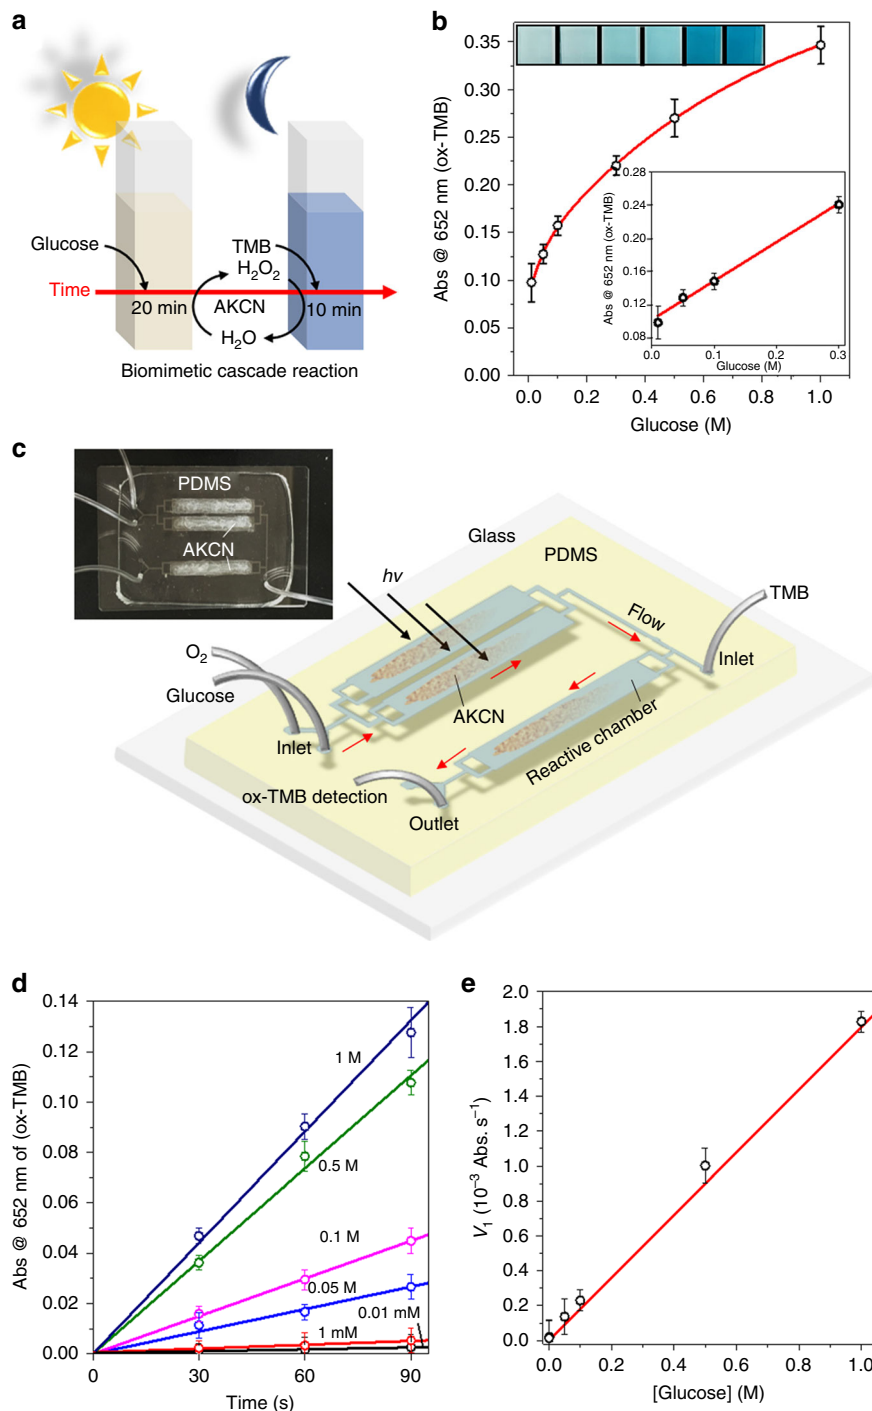 a
Glucose
TMB
H2O2
Time
20 min
AKCN
10 min
H2O
Biomimetic cascade reaction
b
Abs @ 652 nm (ox-TMB)
0.35
0.30
0.25
0.20
0.15
0.10
0.05
0.00
0.0 0.2 0.4 0.6 0.8 1.0
Glucose (M)
Abs @ 652 nm (ox-TMB)
0.28
0.24
0.20
0.16
0.12
0.08
0.0 0.1 0.2 0.3
Glucose (M)
c
PDMS
AKCN
Glass
PDMS
hv
TMB
Flow
O2
Inlet
Glucose
AKCN
Reactive chamber
Inlet
ox-TMB detection
Outlet
d
Abs @ 652 nm of (ox-TMB)
0.14
0.12
0.10
0.08
0.06
0.04
0.02
0.00
1 M
0.5 M
0.1 M
0.05 M
0.01 mM
1 mM
0 30 60 90
Time (s)
e
V1 (10−3 Abs. s−1)
2.0
1.8
1.6
1.4
1.2
1.0
0.8
0.6
0.4
0.2
0.0
0.0 0.2 0.4 0.6 0.8 1.0
[Glucose] (M)